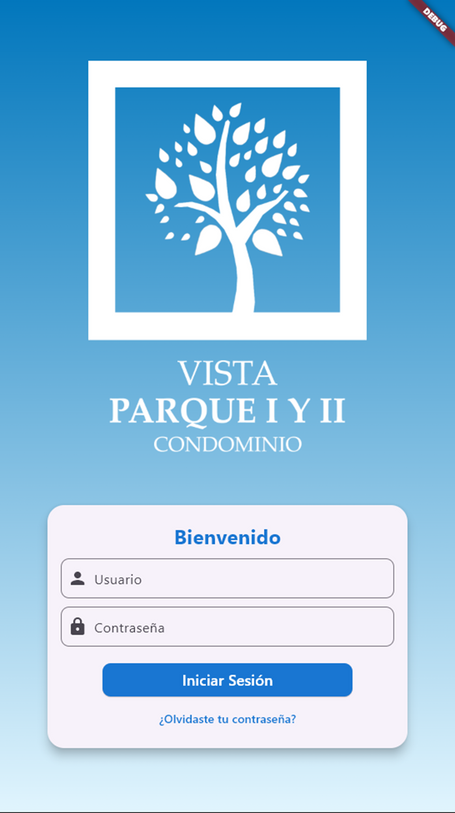 DEBUG
VISTA
PARQUE I Y II
CONDOMINIO
Bienvenido
Usuario
Contraseña
Iniciar Sesión
¿Olvidaste tu contraseña?